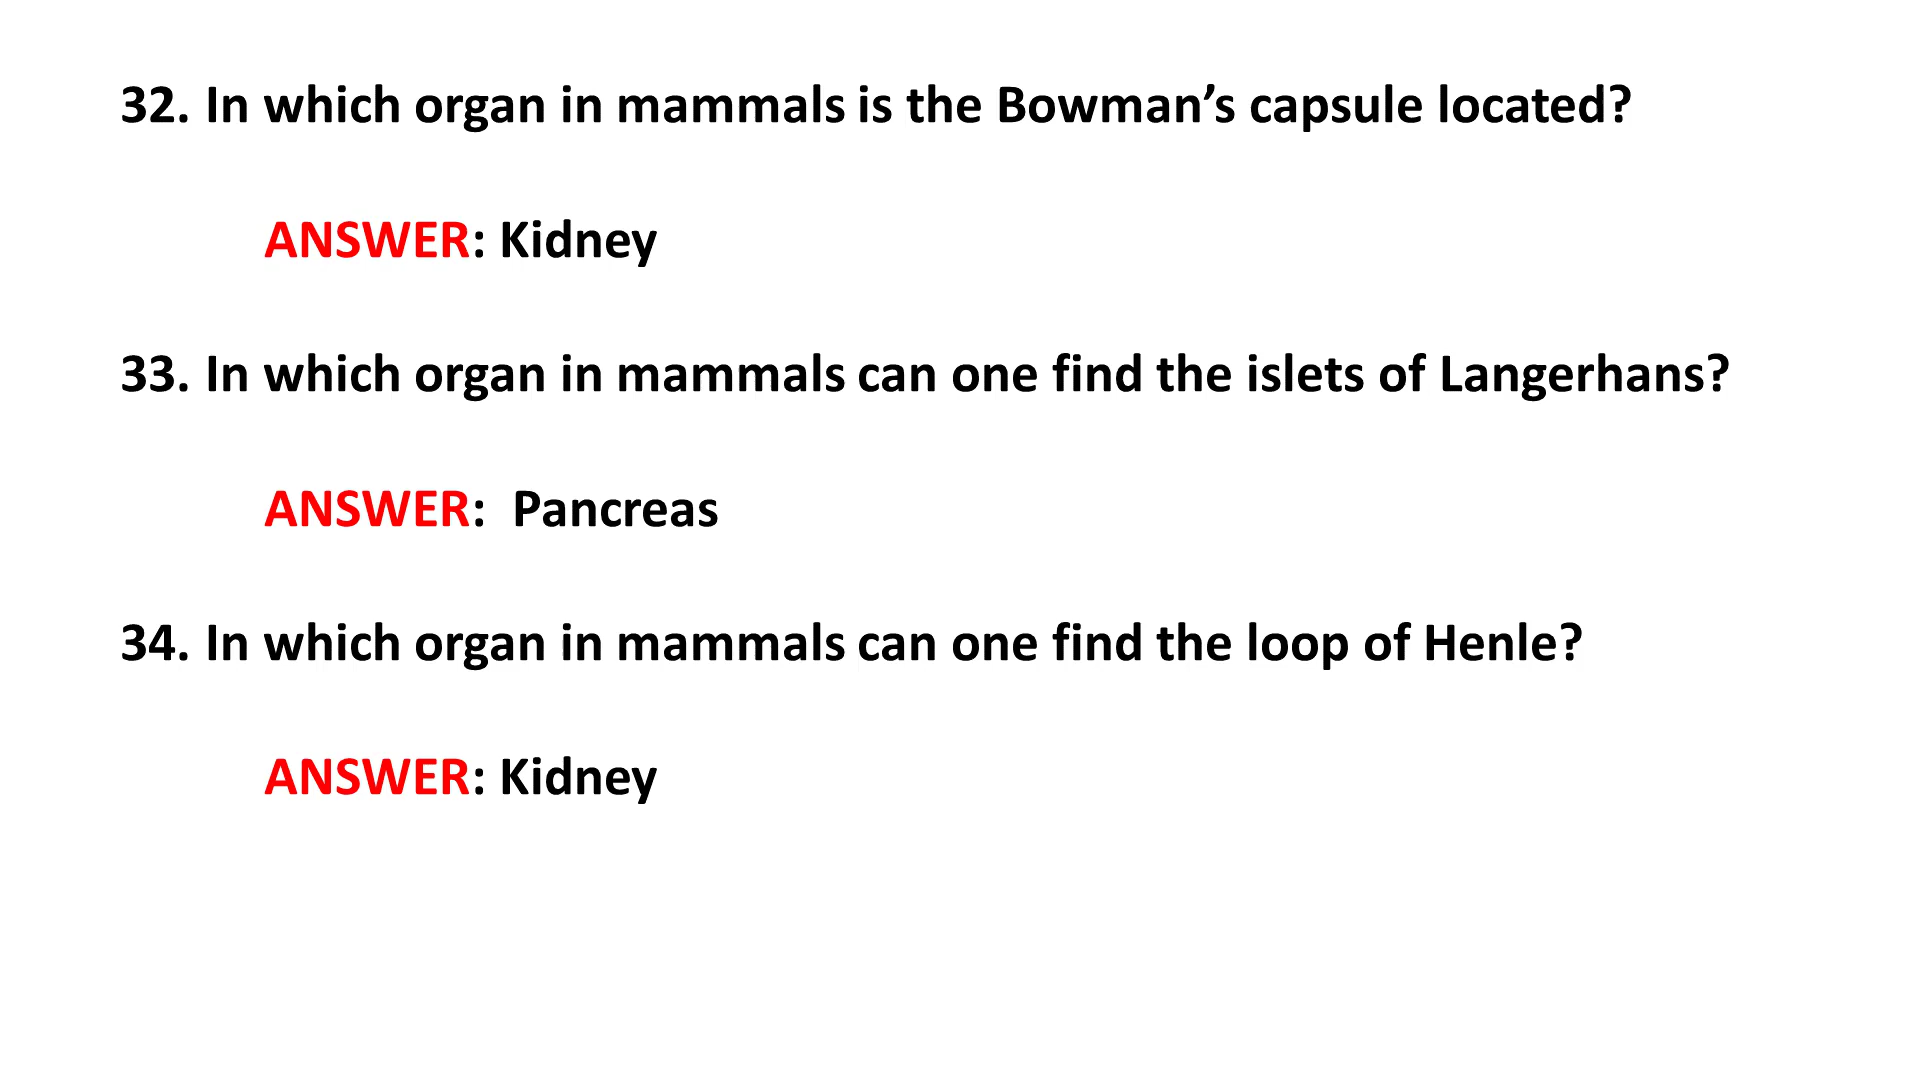 32. In which organ in mammals is the Bowman’s capsule located?
ANSWER: Kidney
33. In which organ in mammals can one find the islets of Langerhans?
ANSWER:  Pancreas
34. In which organ in mammals can one find the loop of Henle?
ANSWER: Kidney